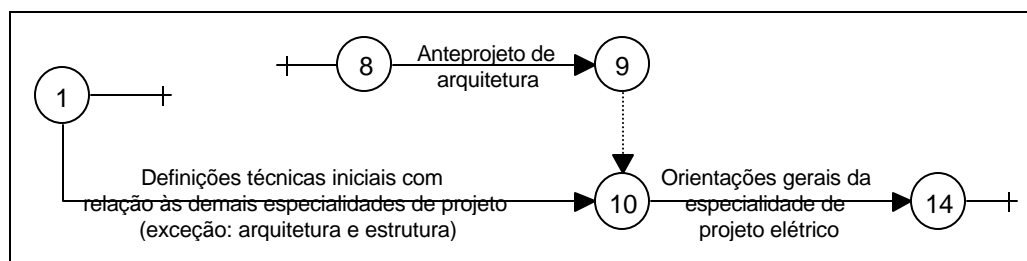 8
Anteprojeto de
arquitetura
9
1
Definições técnicas iniciais com
relação às demais especialidades de projeto
(exceção: arquitetura e estrutura)
10
Orientações gerais da
especialidade de
projeto elétrico
14